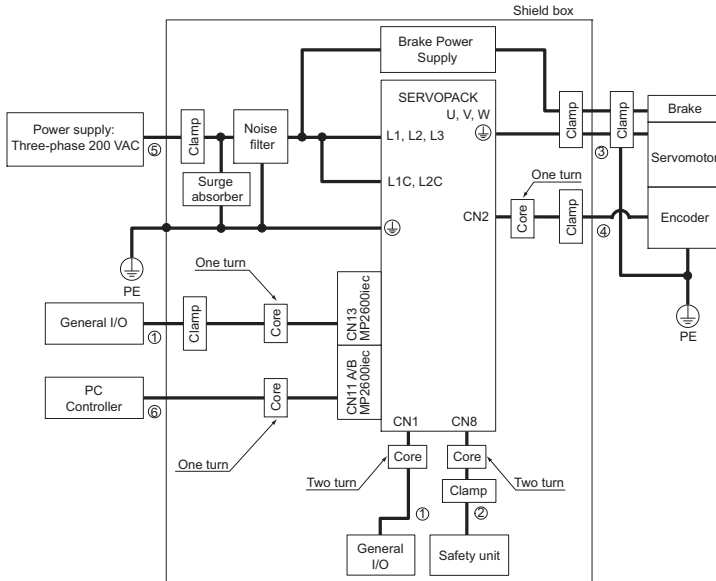 Shield box
Brake Power
Supply
SERVOPACK
U, V, W
Brake
Power supply:
Three-phase 200 VAC
⑤
Clamp
Noise
filter
L1, L2, L3
Clamp
Clamp
③
Servomotor
Surge
absorber
L1C, L2C
One turn
CN2
Core
Clamp
④
Encoder
PE
One turn
General I/O
①
Clamp
Core
CN13
MP2600iec
PE
PC
Controller
⑥
Core
CN11 A/B
MP2600iec
One turn
CN1
CN8
Two turn
Core
Core
Two turn
Clamp
①
②
General
I/O
Safety unit